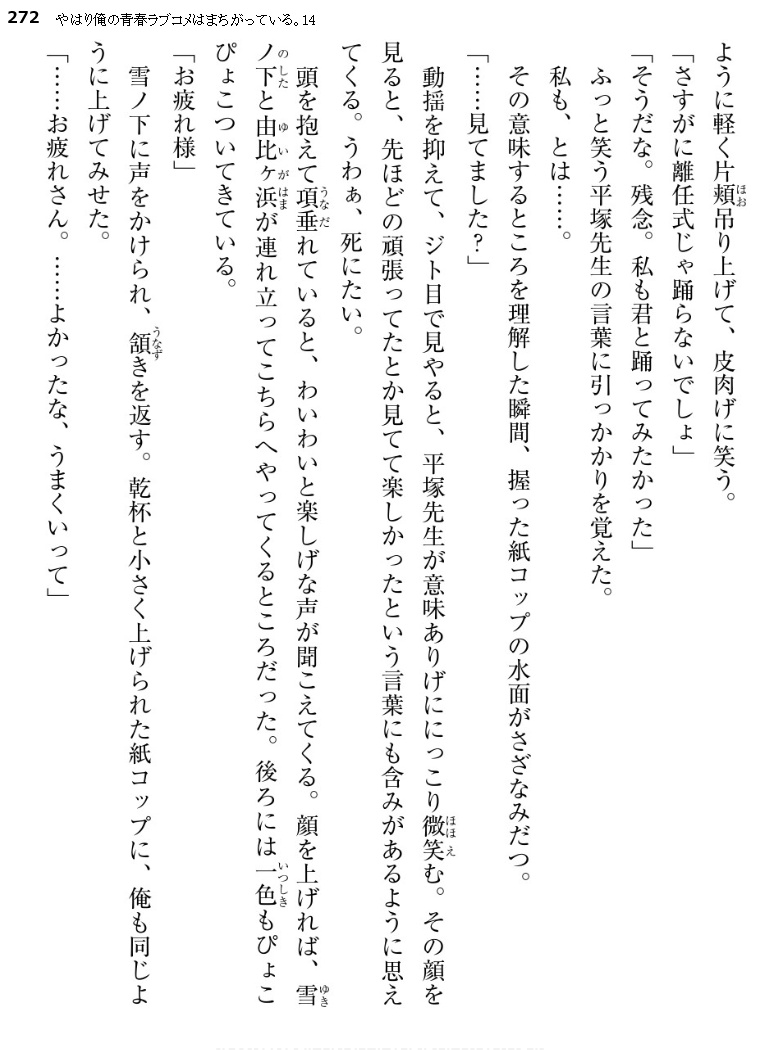 272 やはり俺の青春ラブコメはまちがっている。14
ように軽く片頬吊り上げて、皮肉げに笑う。
「さすがに離任式じゃ踊らないでしょ」
「そうだな。残念。私も君と踊ってみたかった」
ふっと笑う平塚先生の言葉に引っかかりを覚えた。
私も、とは……。
その意味するところを理解した瞬間、握った紙コップの水面がさざなみだつ。
「……見てました?」
動揺を抑えて、ジト目で見やると、平塚先生が意味ありげににっこり微笑む。その顔を
見ると、先ほどの頑張ってたとか見てて楽しかったという言葉にも含みがあるように思え
てくる。うわぁ、死にたい。
頭を抱えて項垂れていると、わいわいと楽しげな声が聞こえてくる。顔を上げれば、雪
ノ下と由比ヶ浜が連れ立ってこちらへやってくるところだった。後ろには一色もぴょこ
ぴょこついてきている。
「お疲れ様」
雪ノ下に声をかけられ、頷きを返す。乾杯と小さく上げられた紙コップに、俺も同じよ
うに上げてみせた。
「……お疲れさん。……よかったな、うまくいって」